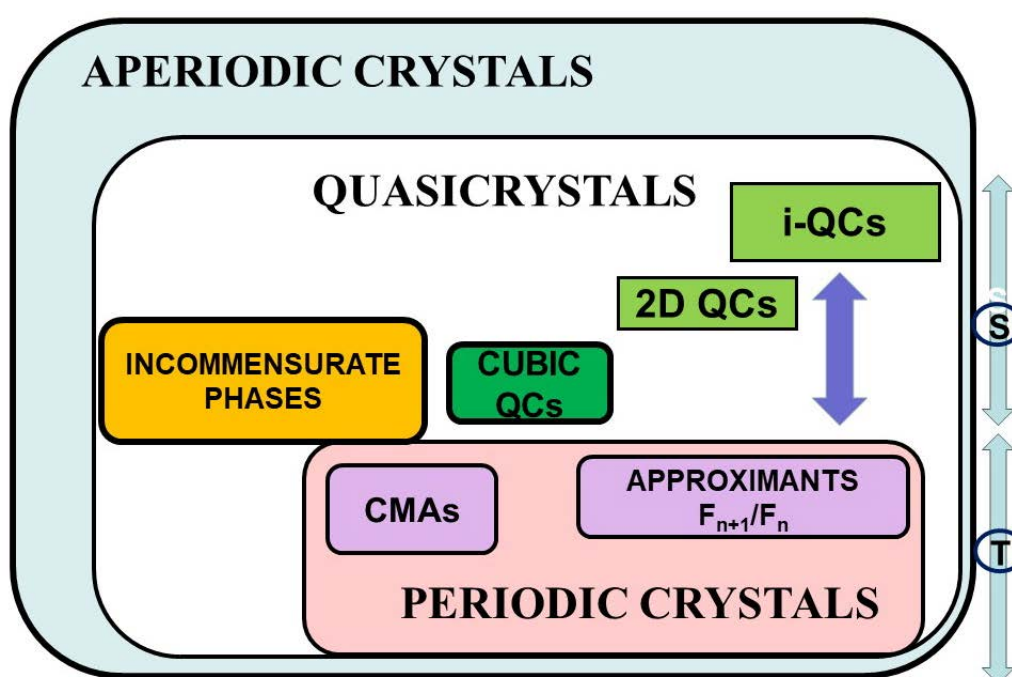 APERIODIC CRYSTALS
QUASICRYSTALS
i-QCs
2D QCs
S
S
INCOMMENSURATE
PHASES
CUBIC
QCs
CMAs
APPROXIMANTS
Fn+1/Fn
T
PERIODIC CRYSTALS